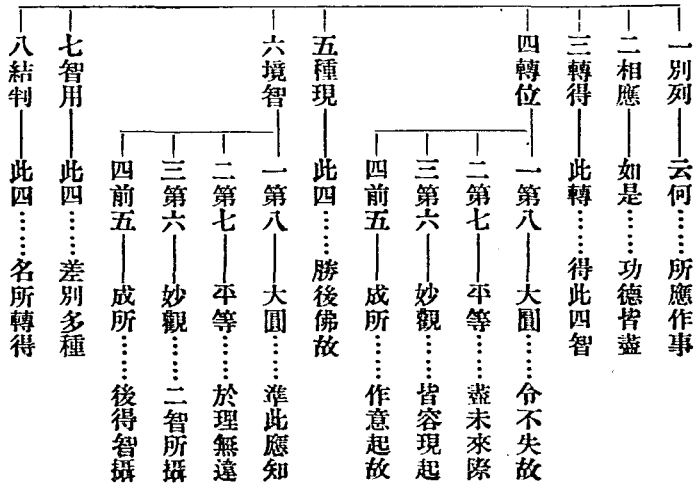 一別列——云何……所應作事
二相應——如是……功德皆盡
三轉得——此轉……得此四智
四轉位
一第八——大圓……令不失故
二第七——平等……盡未來際
三第六——妙觀……皆容現起
四前五——成所……作意起故
五種現——此四……勝後佛故
六境智
一第八——大圓……準此應知
二第七——平等……於理無違
三第六——妙觀……二智所攝
四前五——成所……後得智攝
七智用——此四……差別多種
八結判——此四……名所轉得